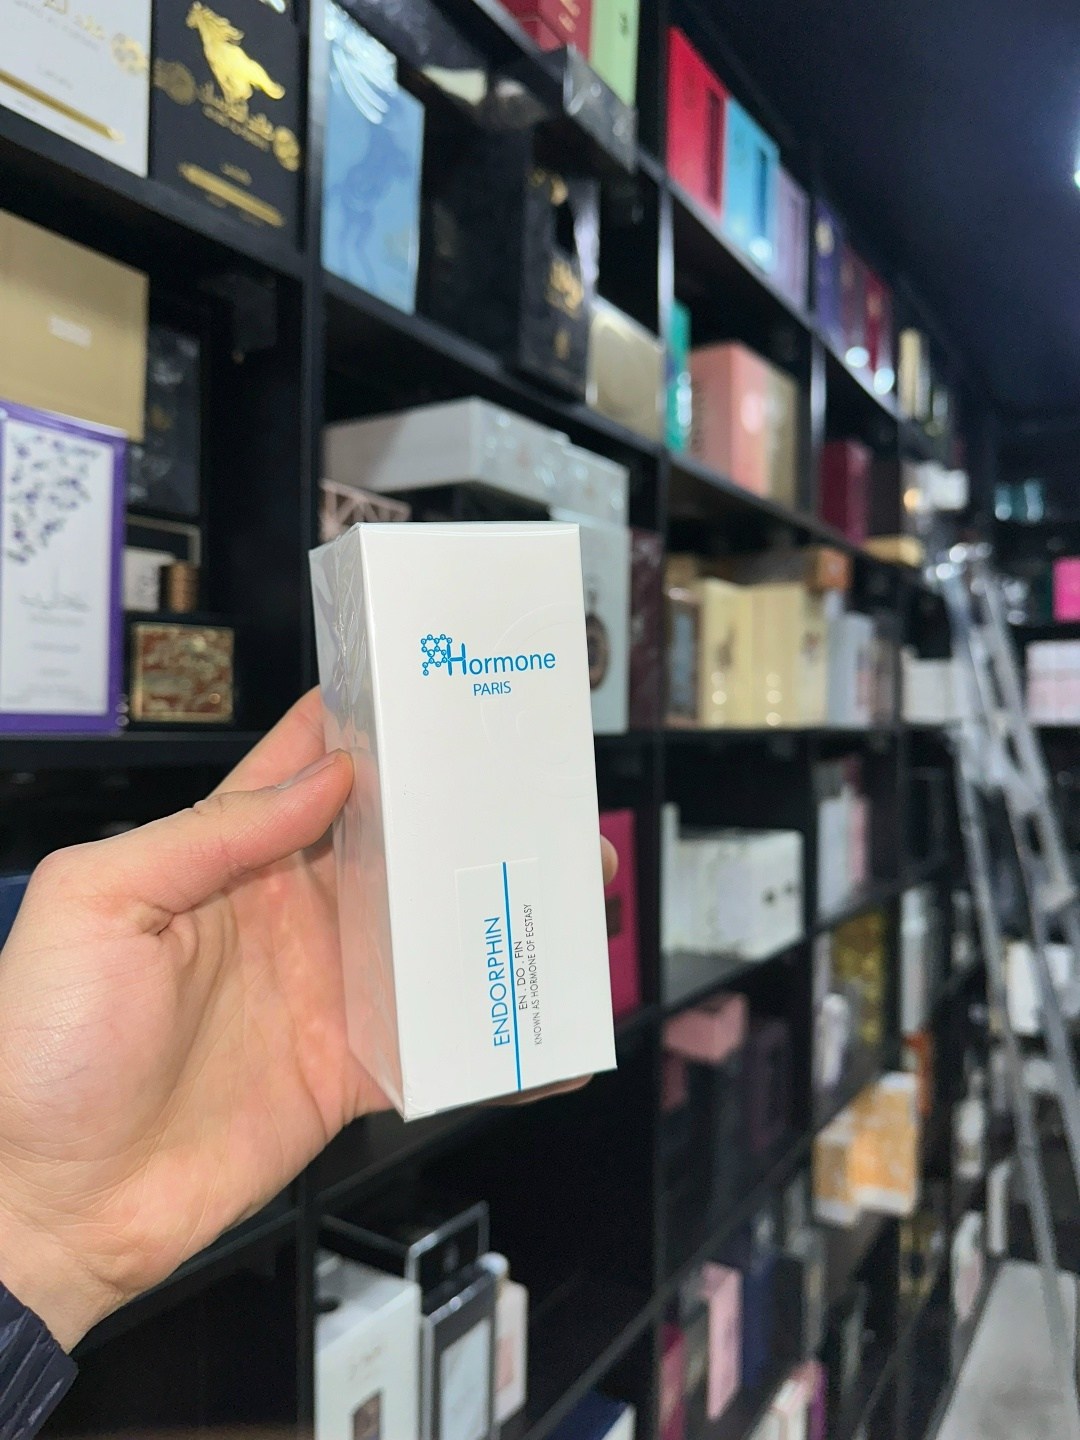 Hormone
PARIS
ENDORPHIN
EN . DO . FIN
KNOWN AS HORMONE OF ECSTASY